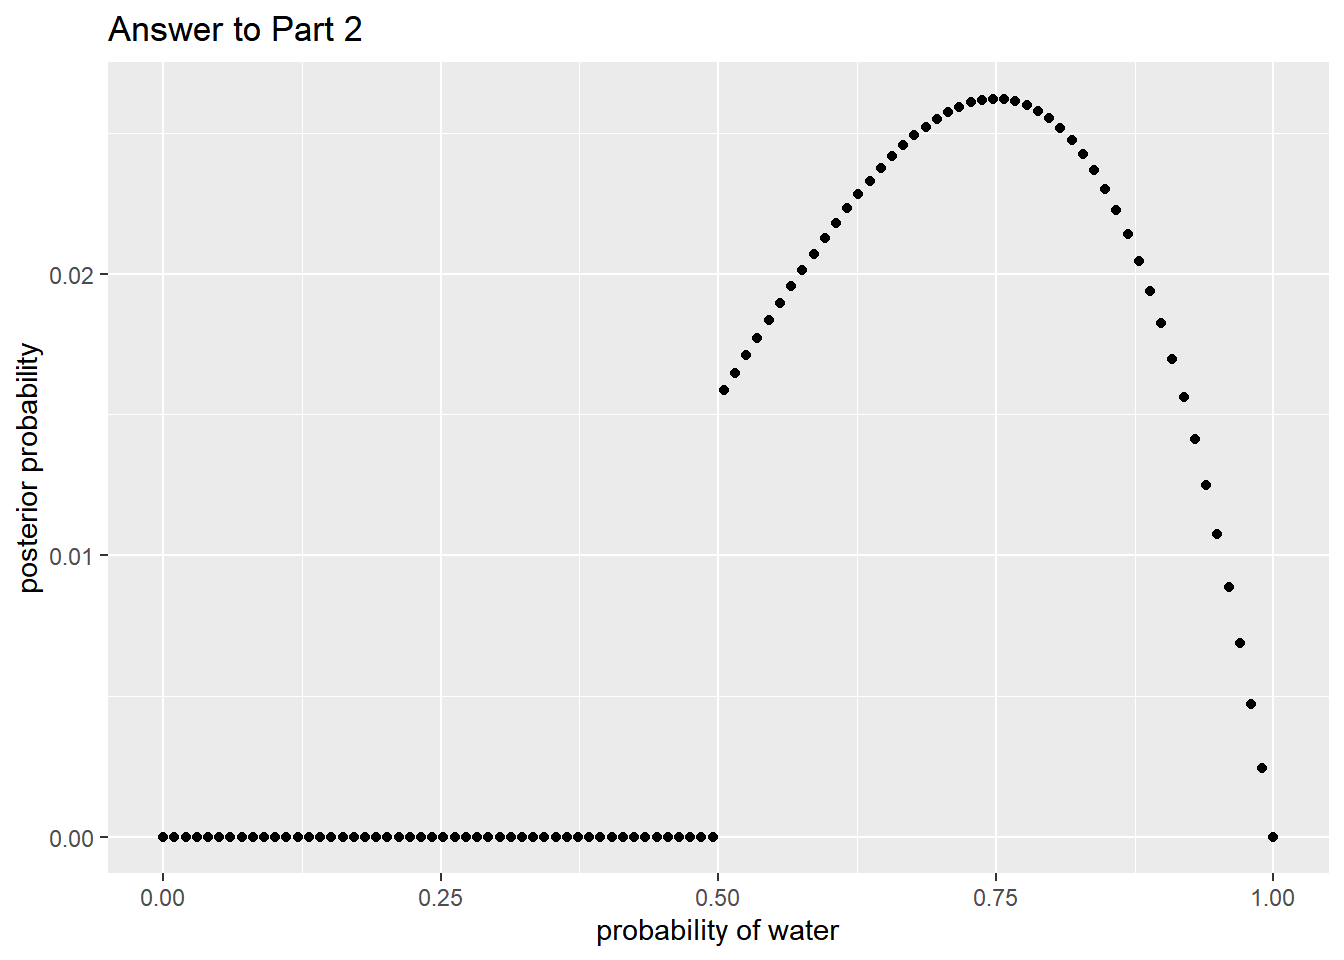 Answer to Part 2
posterior probability
0.02
0.01
0.00
0.00 0.25 0.50 0.75 1.00
probability of water